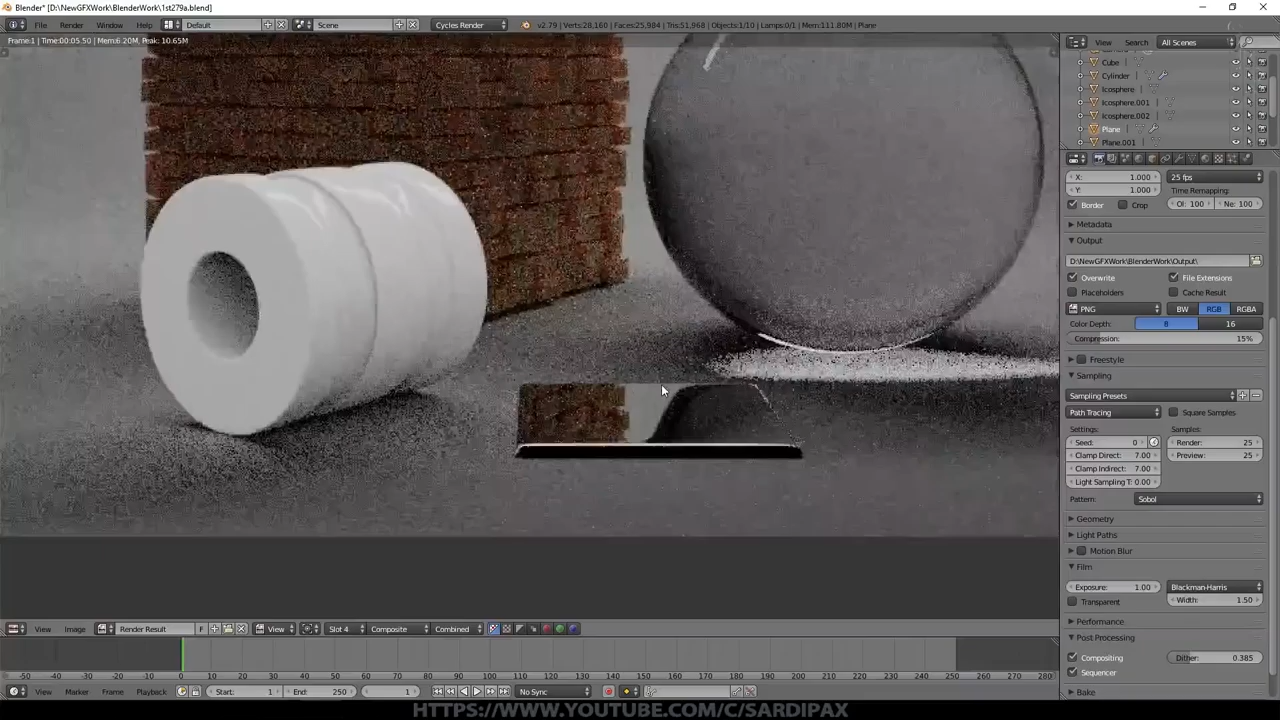 Blender* [D:\NewGFXWork\BlenderWork\1st279a.blend]
File Render Window Help Default Scene Cycles Render v2.79 | Verts:28,160 | Faces:25,984 | Tris:51,968 | Objects:1/10 | Lamps:0/1 | Mem:111.80M | Plane
Frame:1 | Time:00:05.50 | Mem:6.20M, Peak: 10.65M
View Search All Scenes
Cube
Cylinder
Icosphere
Icosphere.001
Icosphere.002
Plane
Plane.001
X: 1.000 25 fps
Y: 1.000 Time Remapping:
Border Crop Ol: 100 Ne: 100
Metadata
Output
D:\NewGFXWork\BlenderWork\Output\
Overwrite File Extensions
Placeholders Cache Result
PNG BW RGB RGBA
Color Depth: 8 16
Compression: 15%
Freestyle
Sampling
Sampling Presets
Path Tracing Square Samples
Settings: Samples:
Seed: 0 Render: 25
Clamp Direct: 7.00 Preview: 25
Clamp Indirect: 7.00
Light Sampling T: 0.00
Pattern: Sobol
Geometry
Light Paths
Motion Blur
Film
Exposure: 1.00 Blackman-Harris
Transparent Width: 1.50
Performance
Post Processing
Compositing Dither: 0.385
Sequencer
Bake
View Image Render Result F View Slot 4 Composite Combined
-50 -40 -30 -20 -10 0 10 20 30 40 50 60 70 80 90 100 110 120 130 140 150 160 170 180 190 200 210 220 230 240 250 260 270 280
View Marker Frame Playback Start: 1 End: 250 1 No Sync
HTTPS://WWW.YOUTUBE.COM/C/SARDIPAX